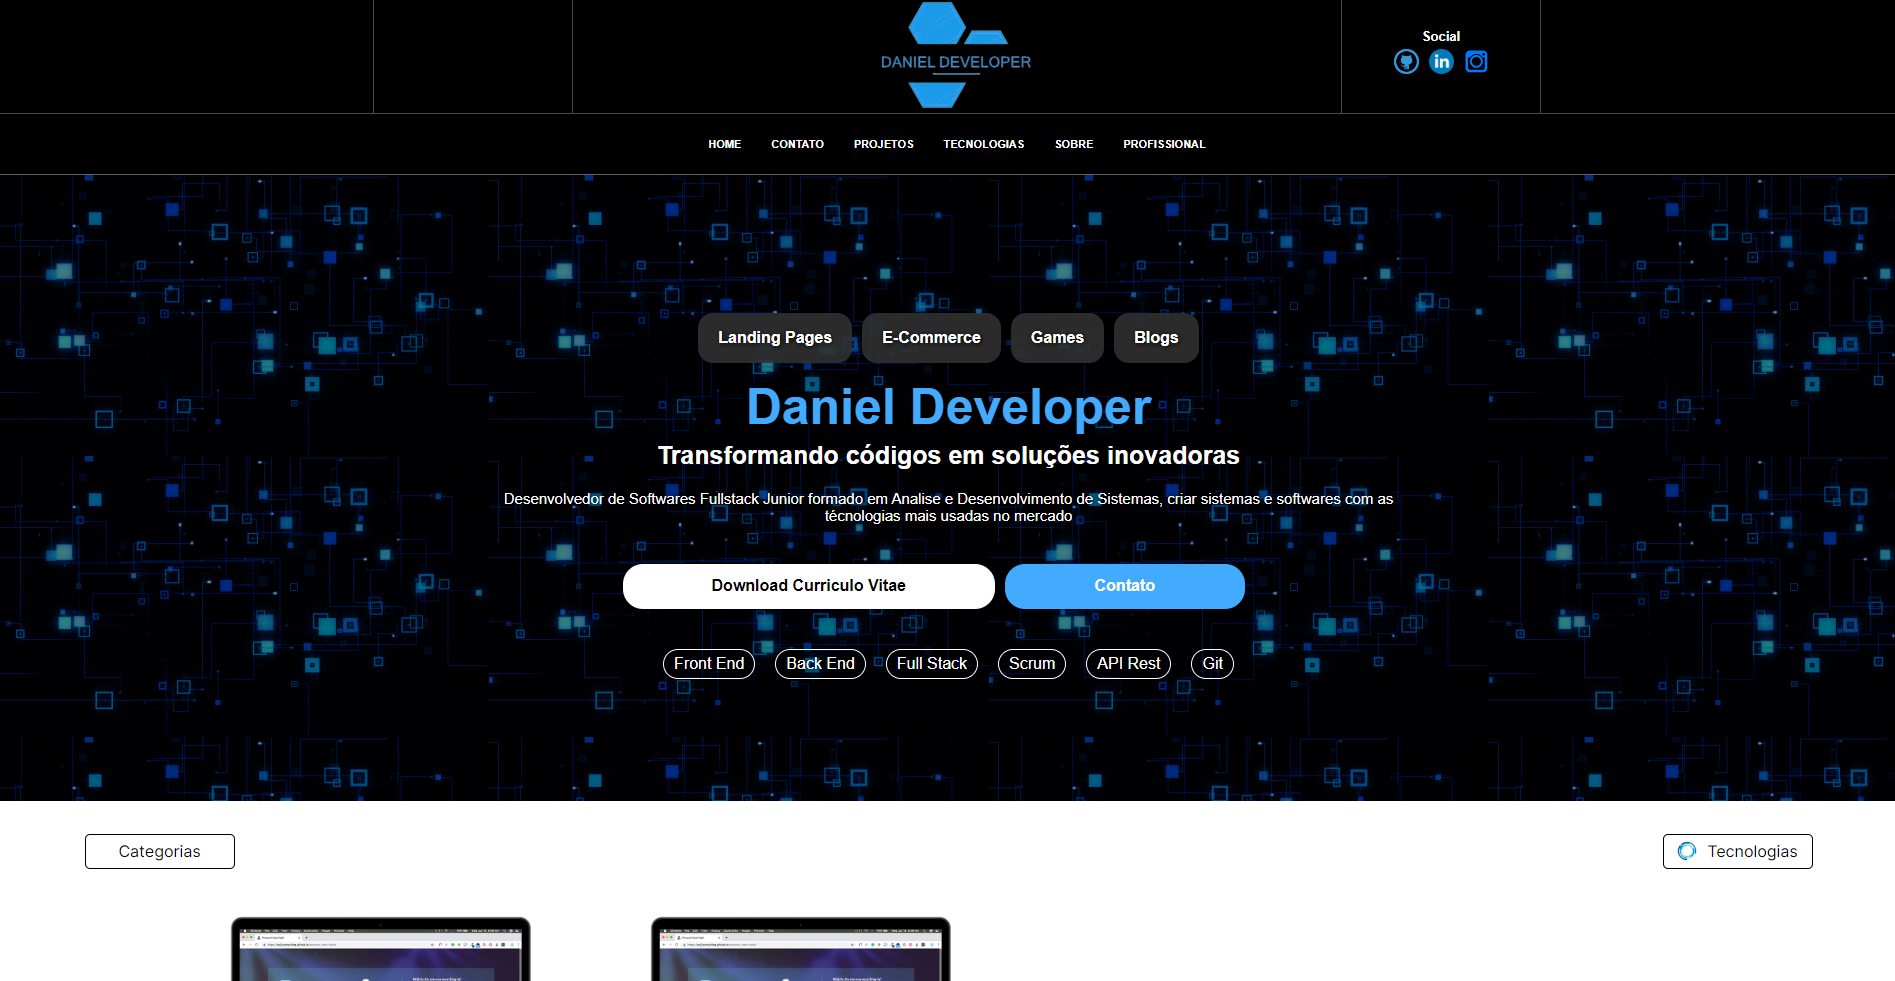 DANIEL DEVELOPER
Social
HOME CONTATO PROJETOS TECNOLOGIAS SOBRE PROFISSIONAL
Landing Pages E-Commerce Games Blogs
Daniel Developer
Transformando códigos em soluções inovadoras
Desenvolvedor de Softwares Fullstack Junior formado em Analise e Desenvolvimento de Sistemas, criar sistemas e softwares com as
técnologias mais usadas no mercado
Download Curriculo Vitae Contato
Front End Back End Full Stack Scrum API Rest Git
Categorias Tecnologias